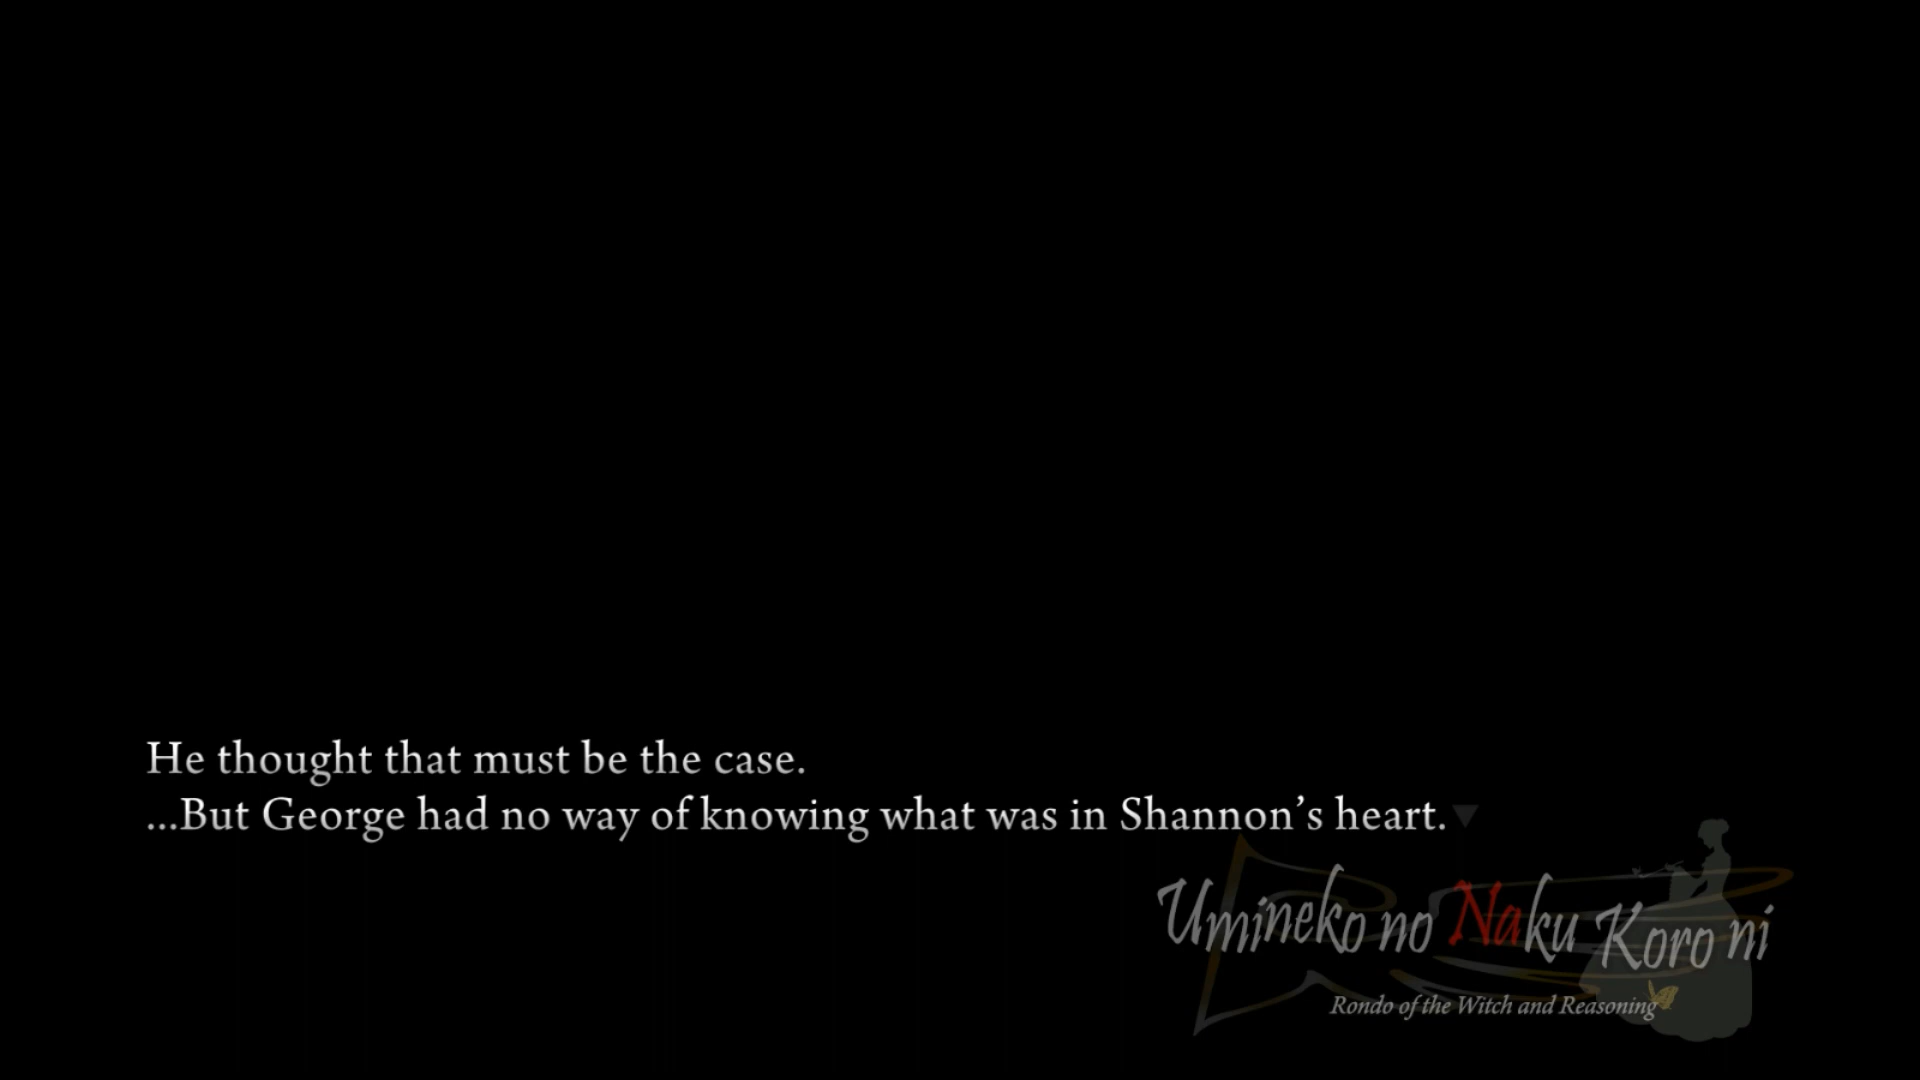 He thought that must be the case.
...But George had no way of knowing what was in Shannon’s heart.
Umineko no Naku Koro ni
Rondo of the Witch and Reasoning